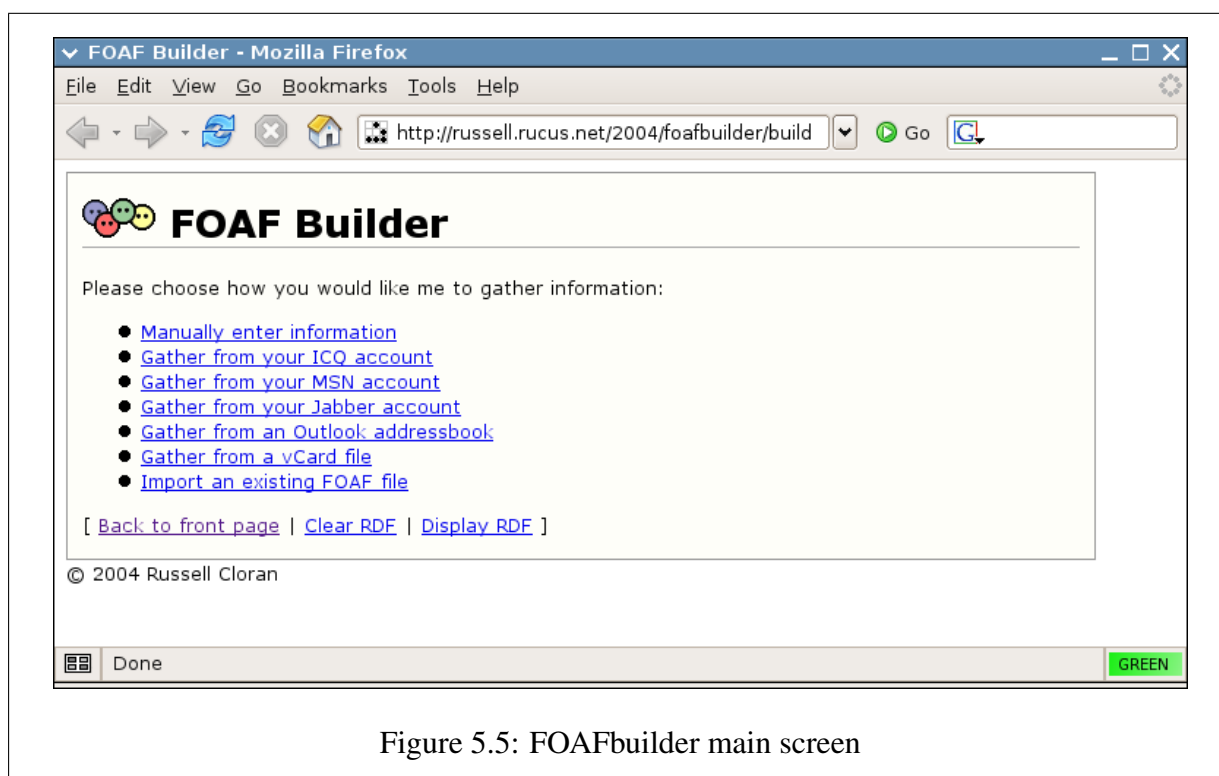 FOAF Builder - Mozilla Firefox
File Edit View Go Bookmarks Tools Help
http://russell.rucus.net/2004/foafbuilder/build Go G
FOAF Builder
Please choose how you would like me to gather information:
Manually enter information
Gather from your ICQ account
Gather from your MSN account
Gather from your Jabber account
Gather from an Outlook addressbook
Gather from a vCard file
Import an existing FOAF file
[ Back to front page | Clear RDF | Display RDF ]
© 2004 Russell Cloran
Done GREEN
Figure 5.5: FOAFbuilder main screen